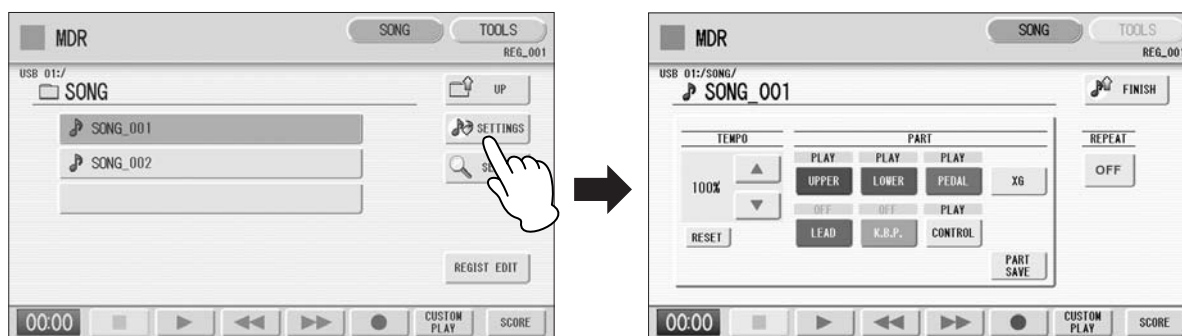 MDR
SONG
TOOLS
REG_001
USB 01:/
SONG
UP
SONG_001
SETTINGS
SONG_002
REGIST EDIT
00:00
CUSTOM
PLAY
SCORE
MDR
SONG
TOOLS
USB 01:/SONG/
SONG_001
FINISH
TEMPO
PART
REPEAT
PLAY PLAY PLAY
100%
UPPER LOWER PEDAL XG
OFF
OFF OFF PLAY
RESET
LEAD K.B.P. CONTROL
PART
SAVE
00:00
CUSTOM
PLAY
SCORE